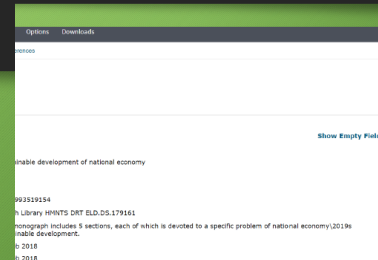 Options Downloads
erences
Show Empty Fiel
inable development of national economy
993519154
h Library HMNTS DRT ELD.DS.179161
monograph includes 5 sections, each of which is devoted to a specific problem of national economy\2019s
inable development.
b 2018
b 2018